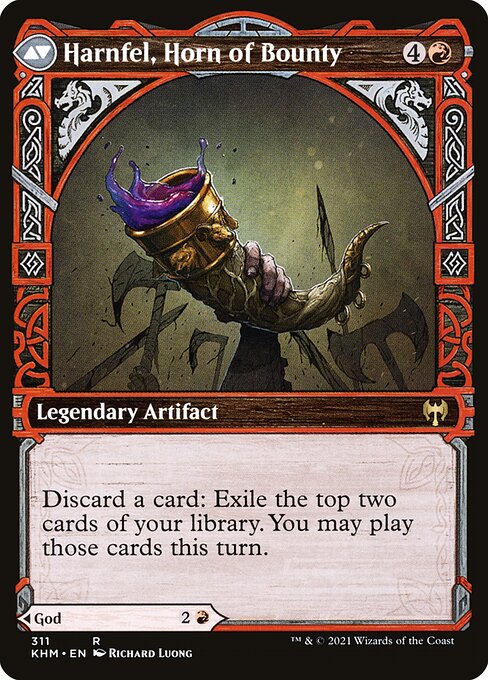 Harnfel, Horn of Bounty 4
Legendary Artifact
Discard a card: Exile the top two
cards of your library. You may play
those cards this turn.
God 2
311 R
KHM • EN Richard Luong
™ & © 2021 Wizards of the Coast